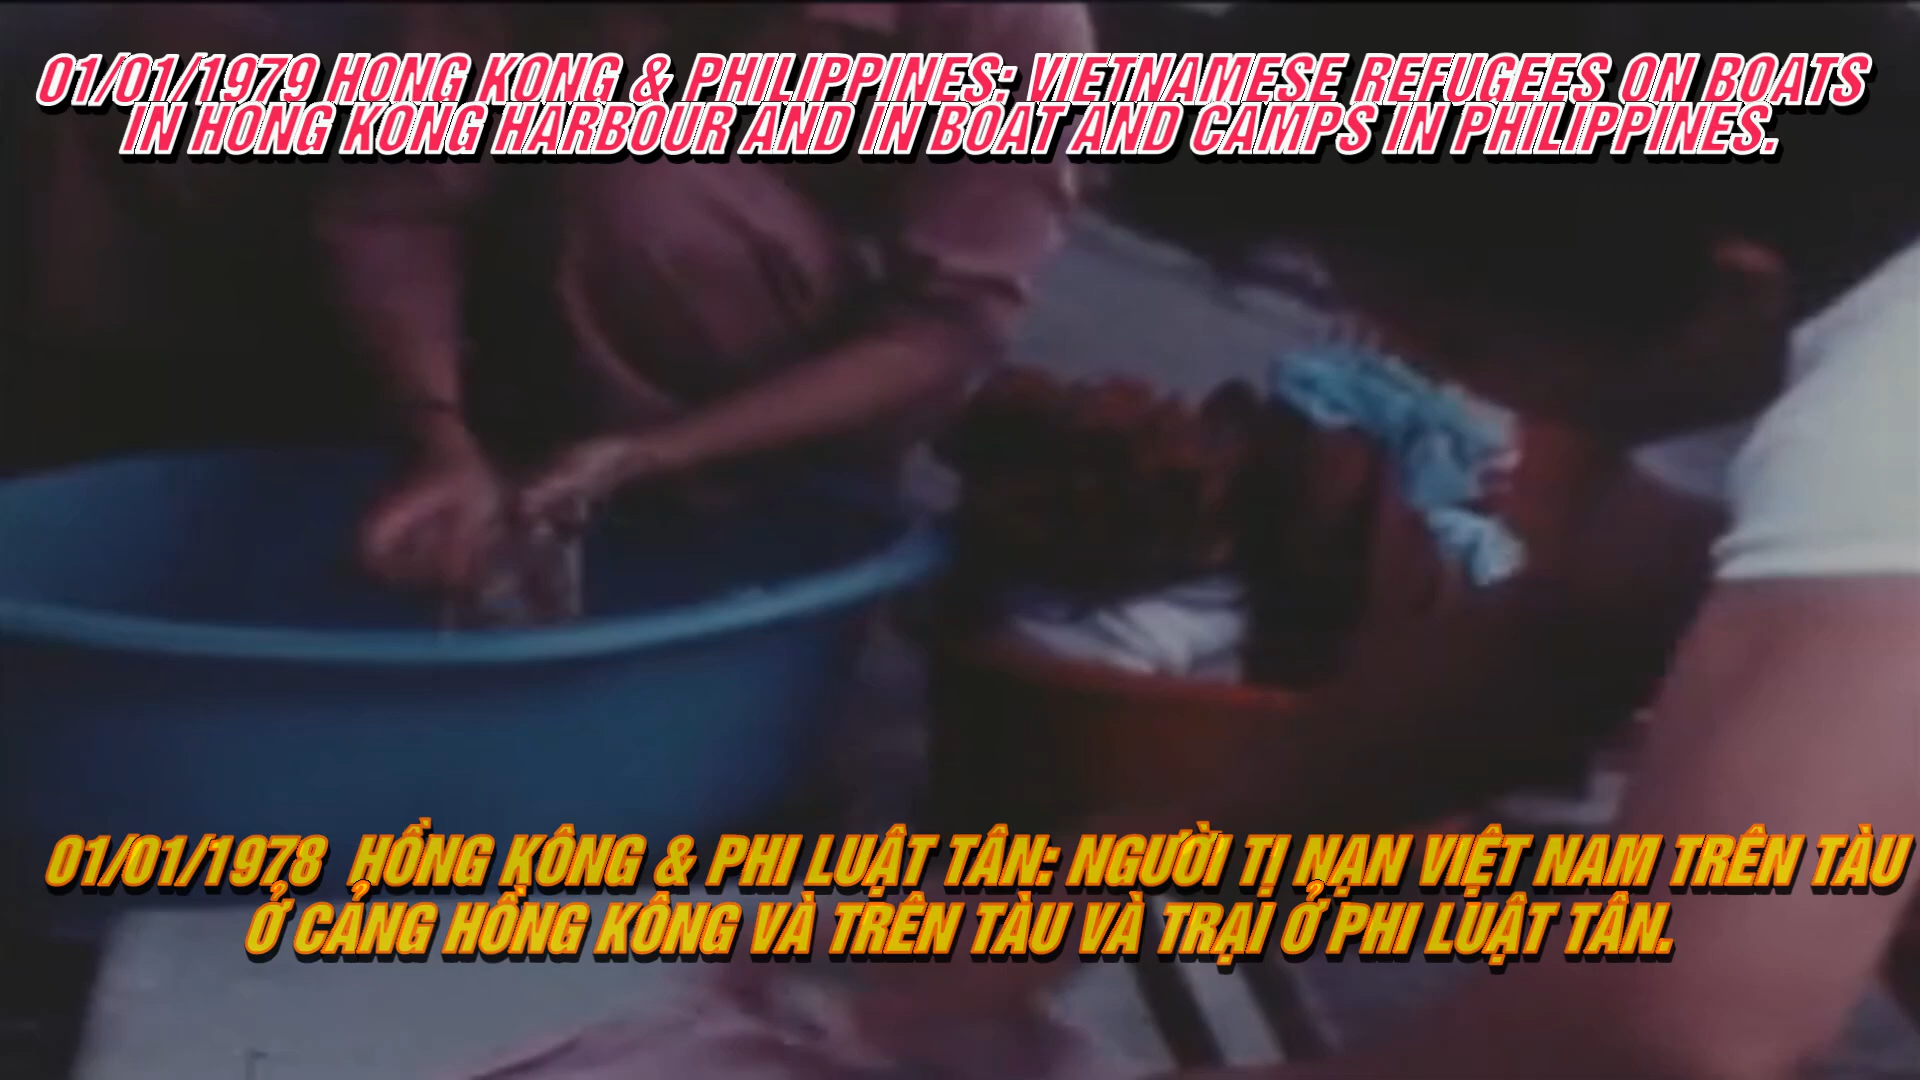 01/01/1979 HONG KONG & PHILIPPINES: VIETNAMESE REFUGEES ON BOATS
IN HONG KONG HARBOUR AND IN BOAT AND CAMPS IN PHILIPPINES.
01/01/1978 HỒNG KÔNG & PHI LUẬT TÂN: NGƯỜI TỊ NẠN VIỆT NAM TRÊN TÀU
Ở CẢNG HỒNG KÔNG VÀ TRÊN TÀU VÀ TRẠI Ở PHI LUẬT TÂN.